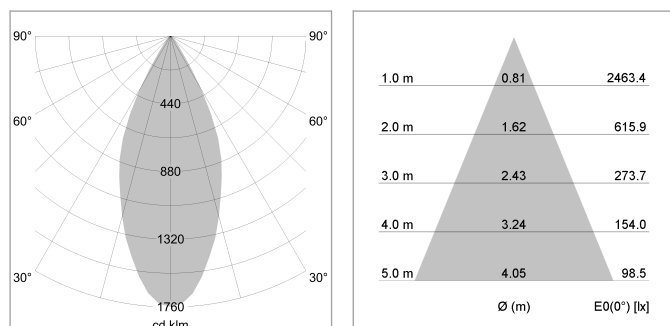 90° 90°
440
60° 60°
880
1320
30° 30°
1760
cd klm
1.0 m 0.81 2463.4
2.0 m 1.62 615.9
3.0 m 2.43 273.7
4.0 m 3.24 154.0
5.0 m 4.05 98.5
Ø (m) E0(0°) [lx]